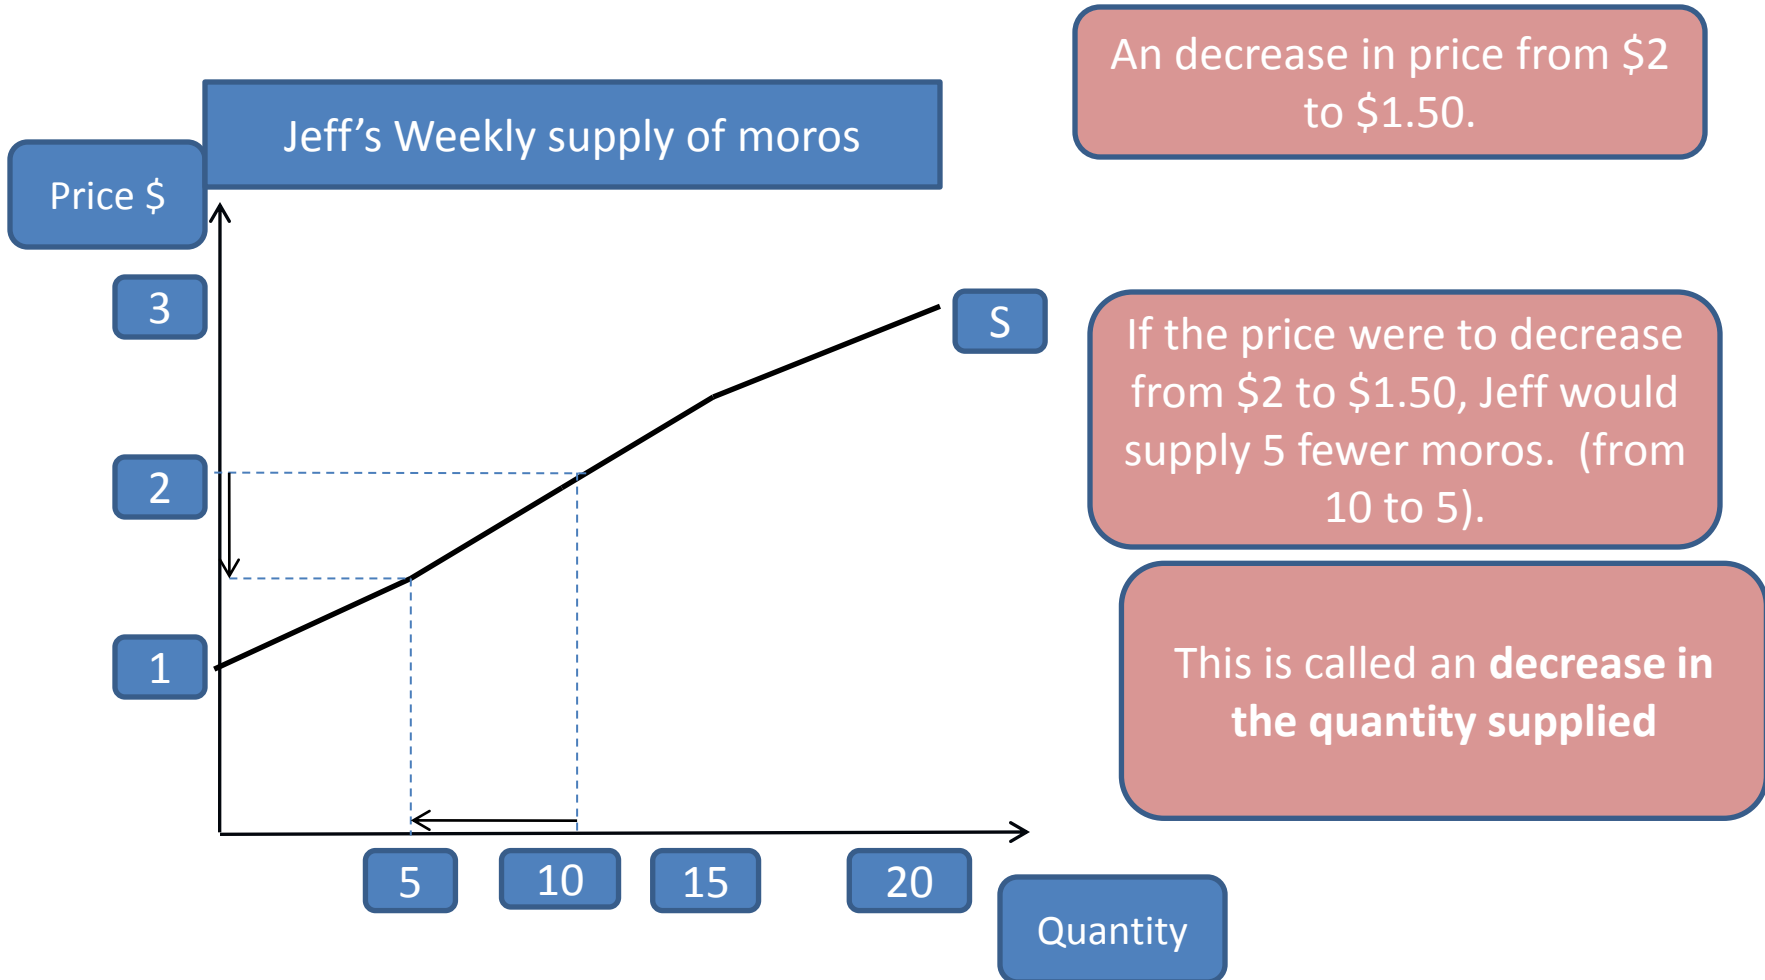 An decrease in price from $2
to $1.50.
Jeff’s Weekly supply of moros
Price $
3
S
If the price were to decrease
from $2 to $1.50, Jeff would
supply 5 fewer moros.  (from
10 to 5).
2
This is called an decrease in
the quantity supplied
1
5
10
15
20
Quantity